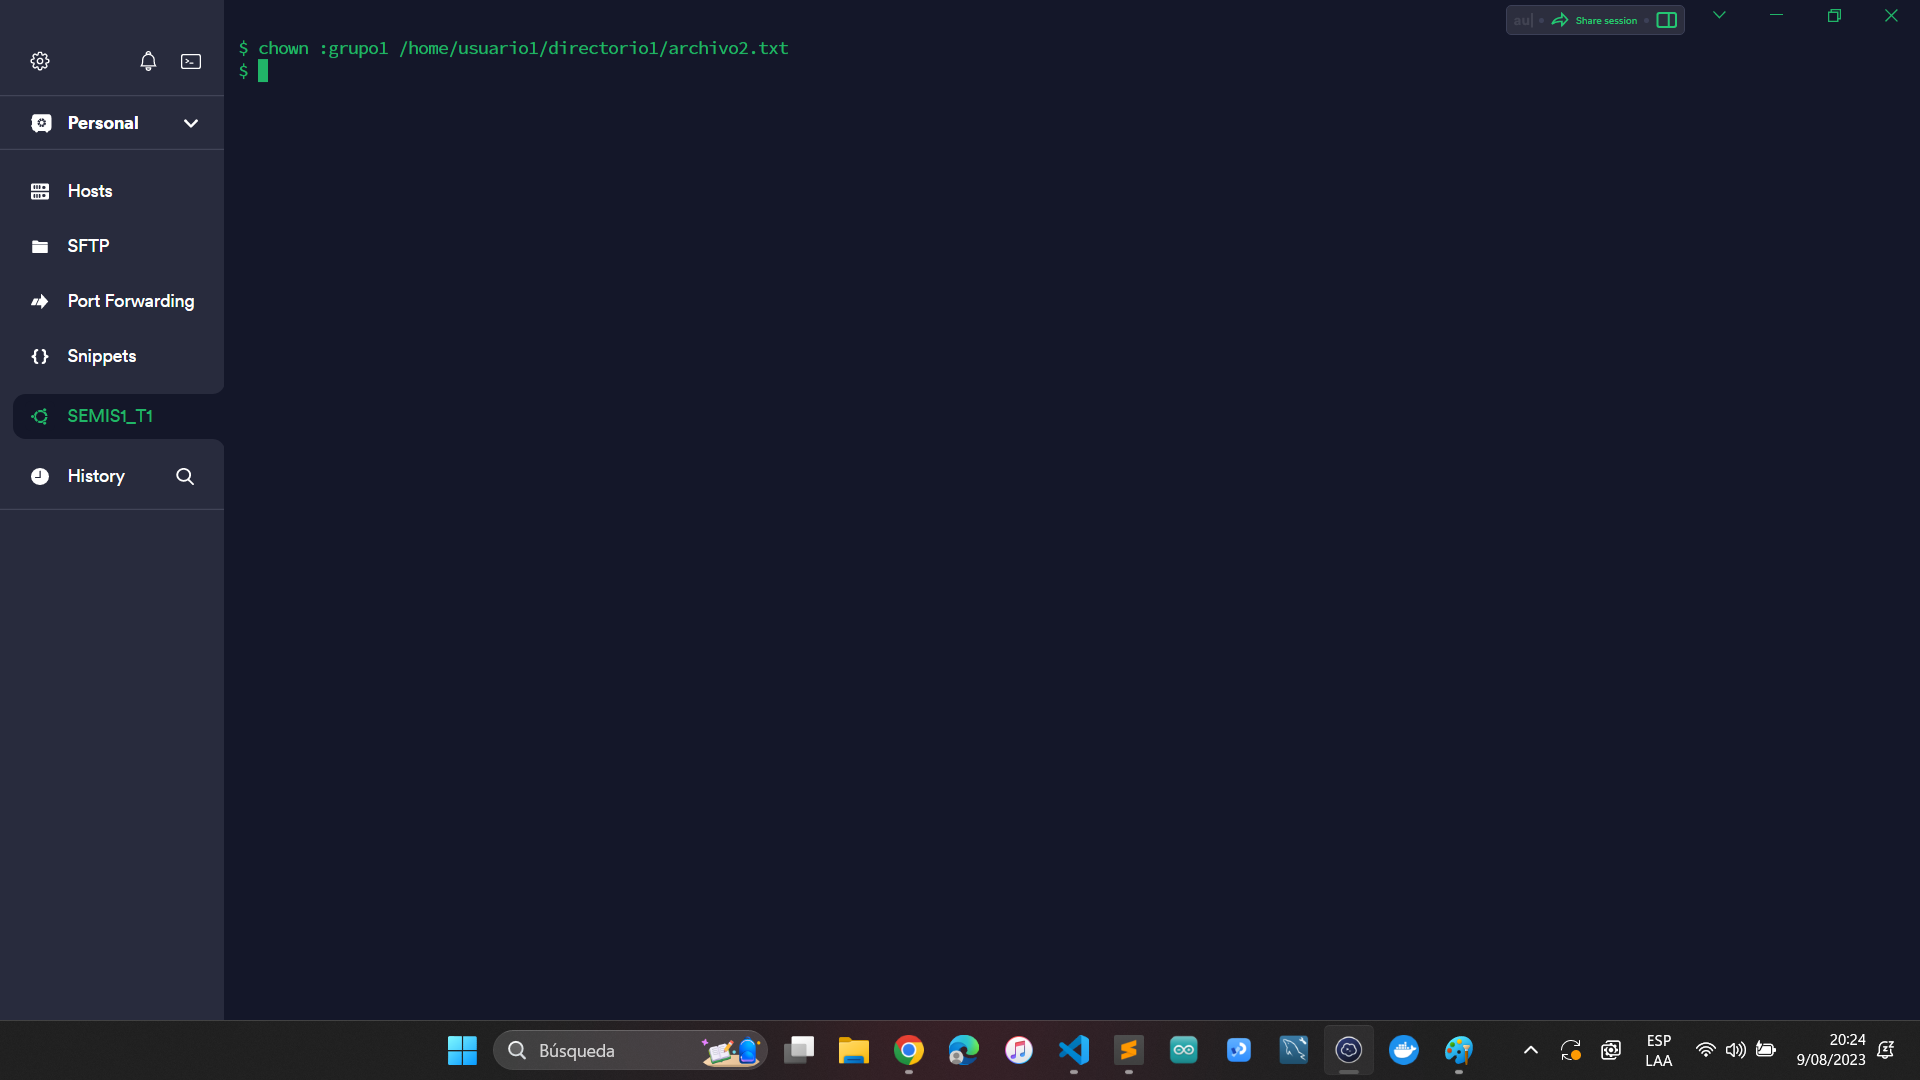 au
Share session
$ chown :grupo1 /home/usuario1/directorio1/archivo2.txt
$
Personal
Hosts
SFTP
Port Forwarding
Snippets
SEMIS1_T1
History
Búsqueda
ESP
LAA
20:24
9/08/2023